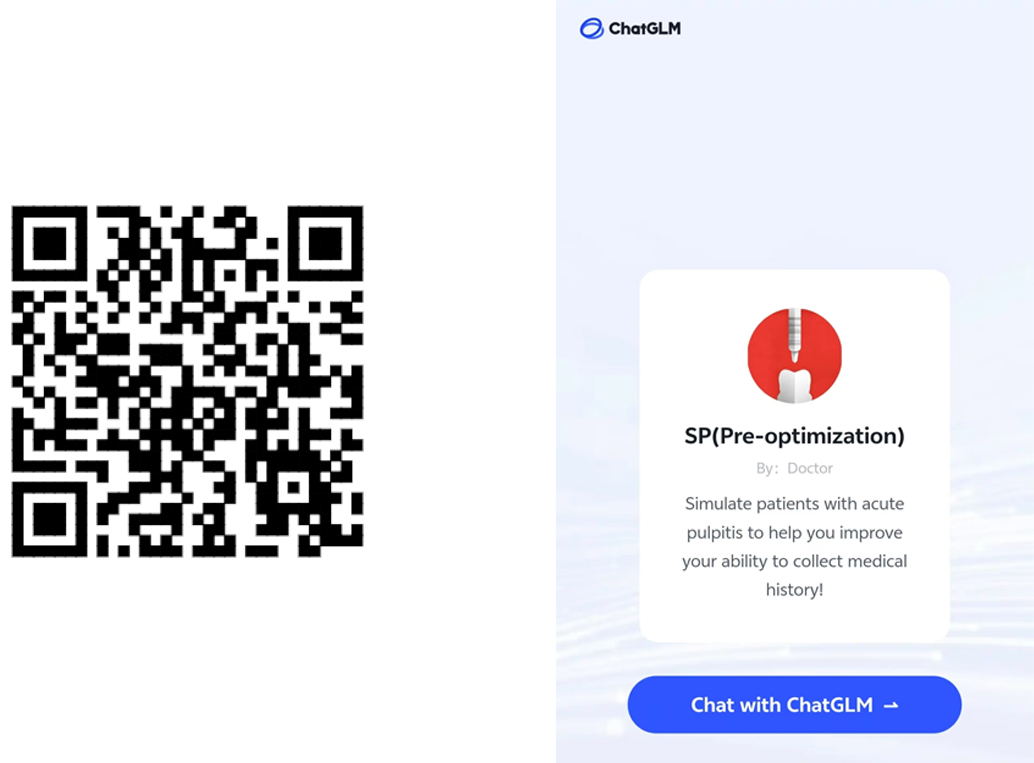 ChatGLM
SP(Pre-optimization)
By: Doctor
Simulate patients with acute
pulpitis to help you improve
your ability to collect medical
history!
Chat with ChatGLM